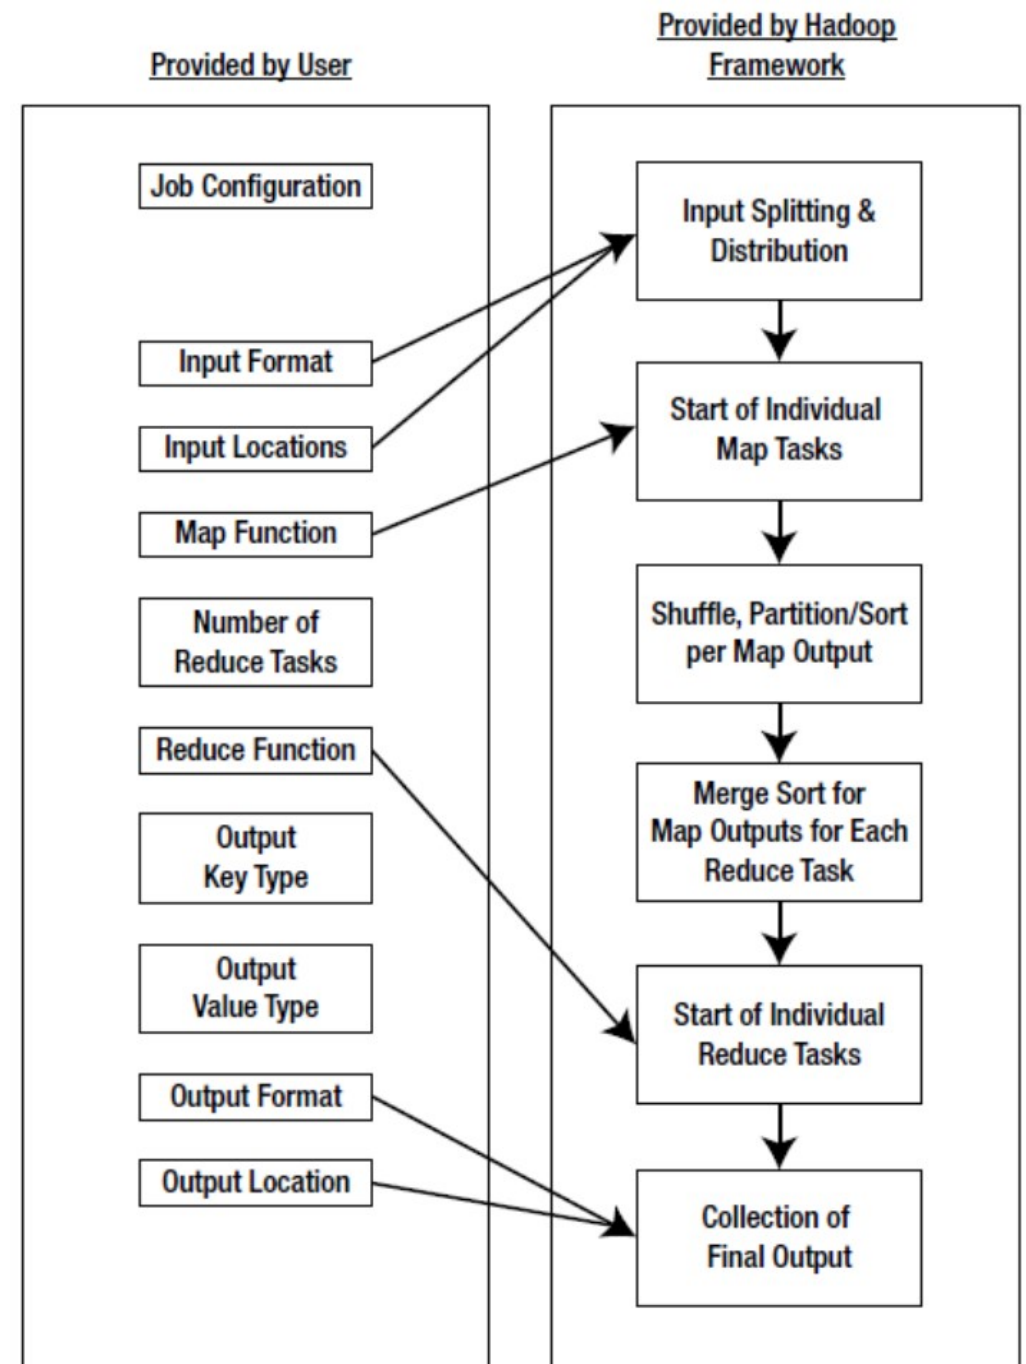 Provided by User
Job Configuration
Input Format
Input Locations
Map Function
Number of
Reduce Tasks
Reduce Function
Output
Key Type
Output
Value Type
Output Format
Output Location
Provided by Hadoop
Framework
Input Splitting &
Distribution
Start of Individual
Map Tasks
Shuffle, Partition/Sort
per Map Output
Merge Sort for
Map Outputs for Each
Reduce Task
Start of Individual
Reduce Tasks
Collection of
Final Output